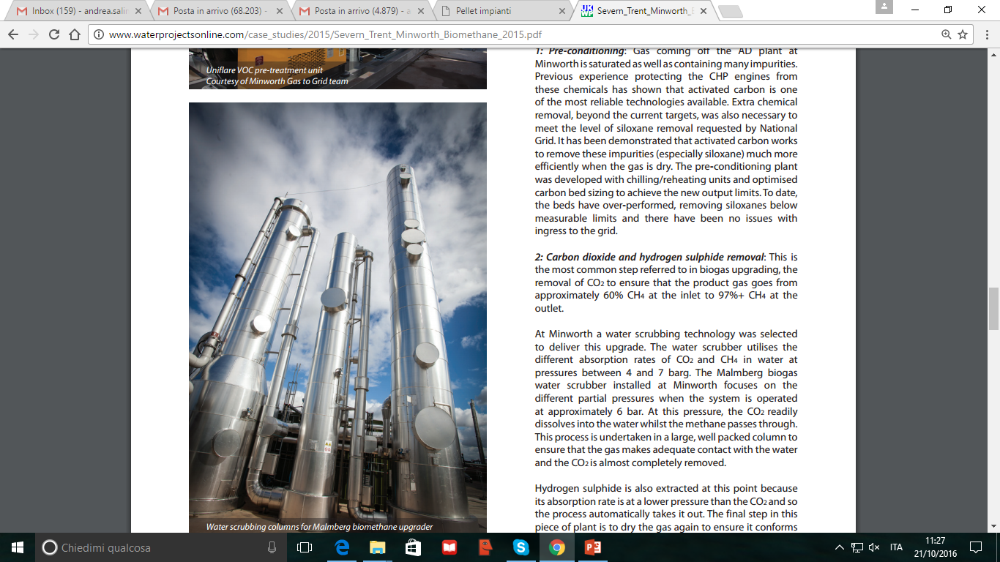 Inbox (159) - andrea.sali
Posta in arrivo (68.203) -
Posta in arrivo (4.879) - a
Pellet impianti
Severn_Trent_Minworth_B
www.waterprojectsonline.com/case_studies/2015/Severn_Trent_Minworth_Biomethane_2015.pdf
Uniflare VOC pre-treatment unit
Courtesy of Minworth Gas to Grid team
Water scrubbing columns for Malmberg biomethane upgrader
1: Pre-conditioning: Gas coming off the AD plant at
Minworth is saturated as well as containing many impurities.
Previous experience protecting the CHP engines from
these chemicals has shown that activated carbon is one
of the most reliable technologies available. Extra chemical
removal, beyond the current targets, was also necessary to
meet the level of siloxane removal requested by National
Grid. It has been demonstrated that activated carbon works
to remove these impurities (especially siloxane) much more
efficiently when the gas is dry. The pre-conditioning plant
was developed with chilling/reheating units and optimised
carbon bed sizing to achieve the new output limits. To date,
the beds have over-performed, removing siloxanes below
measurable limits and there have been no issues with
ingress to the grid.
2: Carbon dioxide and hydrogen sulphide removal: This is
the most common step referred to in biogas upgrading, the
removal of CO2 to ensure that the product gas goes from
approximately 60% CH4 at the inlet to 97%+ CH4 at the
outlet.
At Minworth a water scrubbing technology was selected
to deliver this upgrade. The water scrubber utilises the
different absorption rates of CO2 and CH4 in water at
pressures between 4 and 7 barg. The Malmberg biogas
water scrubber installed at Minworth focuses on the
different partial pressures when the system is operated
at approximately 6 bar. At this pressure, the CO2 readily
dissolves into the water whilst the methane passes through.
This process is undertaken in a large, well packed column to
ensure that the gas makes adequate contact with the water
and the CO2 is almost completely removed.
Hydrogen sulphide is also extracted at this point because
its absorption rate is at a lower pressure than the CO2 and so
the process automatically takes it out. The final step in this
piece of plant is to dry the gas again to ensure it conforms
Chiedimi qualcosa
ITA
11:27
21/10/2016